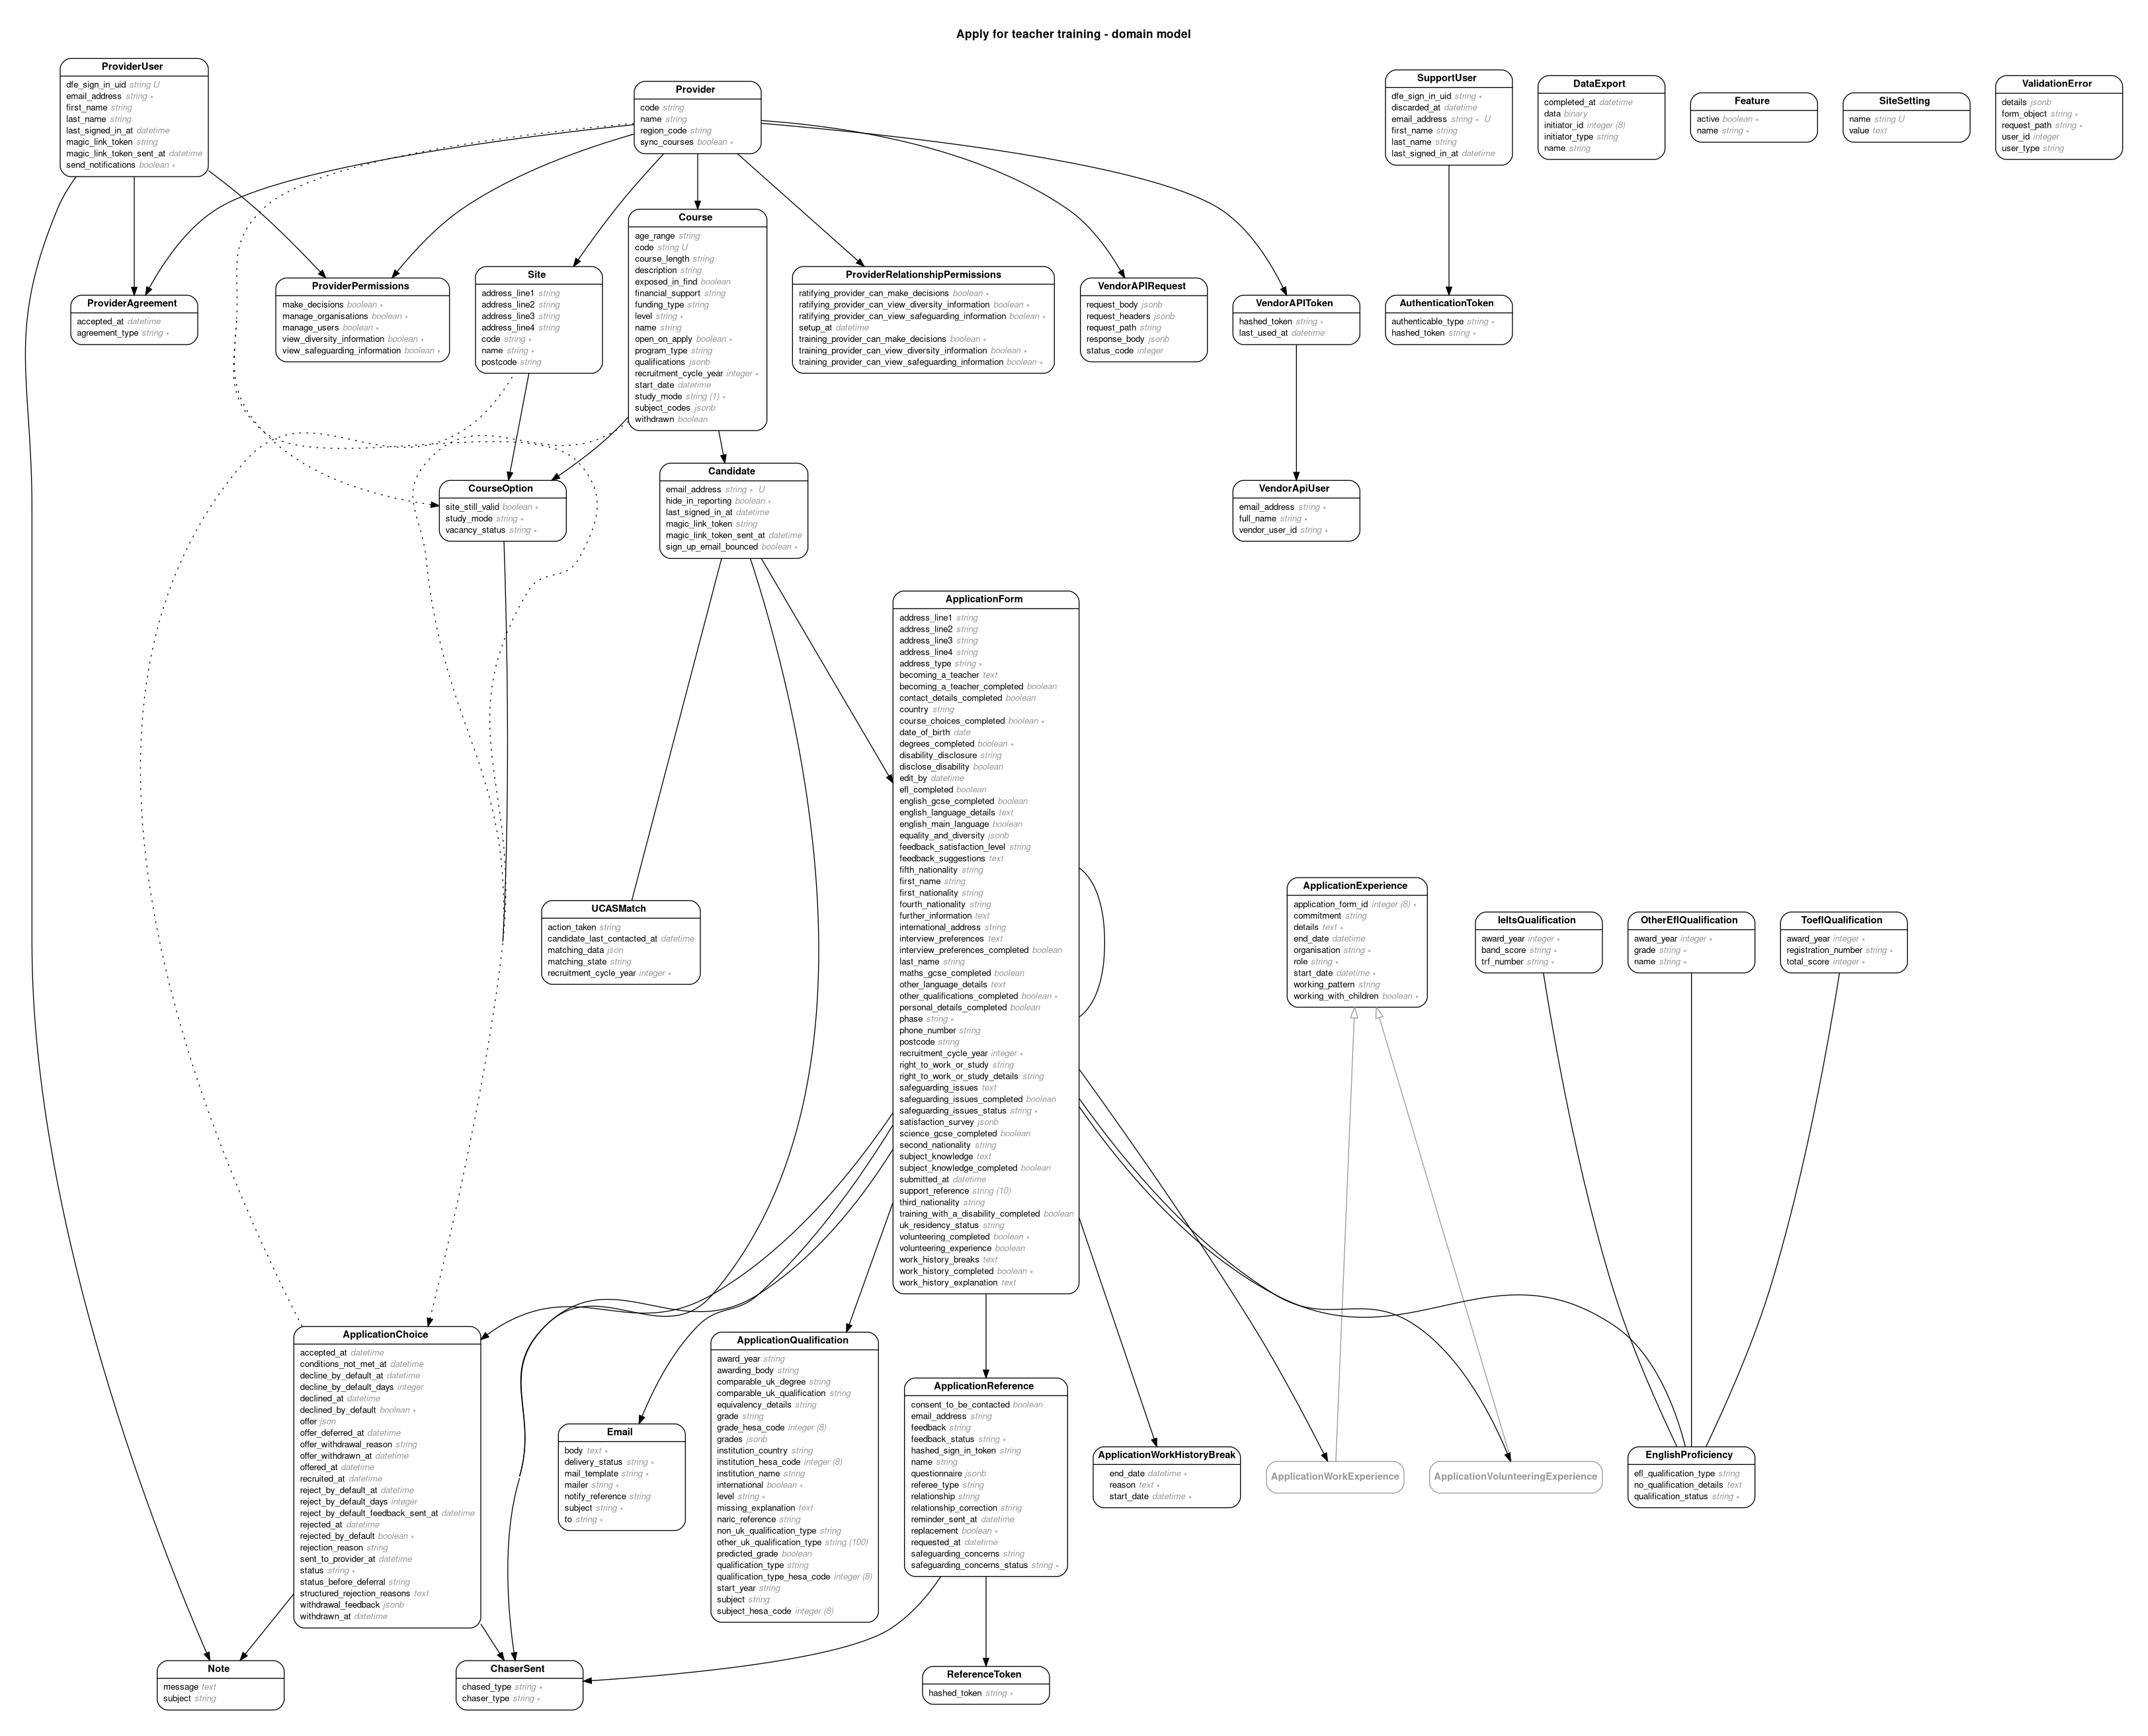 Apply for teacher training - domain model
ProviderUser
dfe_sign_in_uid string U
email_address string ∗
first_name string
last_name string
last_signed_in_at datetime
magic_link_token string
magic_link_token_sent_at datetime
send_notifications boolean ∗
Provider
code string
name string
region_code string
sync_courses boolean ∗
SupportUser
dfe_sign_in_uid string ∗
discarded_at datetime
email_address string ∗ U
first_name string
last_name string
last_signed_in_at datetime
DataExport
completed_at datetime
data binary
initiator_id integer (8)
initiator_type string
name string
Feature
active boolean ∗
name string ∗
SiteSetting
name string U
value text
ValidationError
details jsonb
form_object string ∗
request_path string ∗
user_id integer
user_type string
ProviderAgreement
accepted_at datetime
agreement_type string ∗
ProviderPermissions
make_decisions boolean ∗
manage_organisations boolean ∗
manage_users boolean ∗
view_diversity_information boolean ∗
view_safeguarding_information boolean ∗
Site
address_line1 string
address_line2 string
address_line3 string
address_line4 string
code string ∗
name string ∗
postcode string
Course
age_range string
code string U
course_length string
description string
exposed_in_find boolean
financial_support string
funding_type string
level string ∗
name string
open_on_apply boolean ∗
program_type string
qualifications jsonb
recruitment_cycle_year integer ∗
start_date datetime
study_mode string (1) ∗
subject_codes jsonb
withdrawn boolean
ProviderRelationshipPermissions
ratifying_provider_can_make_decisions boolean ∗
ratifying_provider_can_view_diversity_information boolean ∗
ratifying_provider_can_view_safeguarding_information boolean ∗
setup_at datetime
training_provider_can_make_decisions boolean ∗
training_provider_can_view_diversity_information boolean ∗
training_provider_can_view_safeguarding_information boolean ∗
VendorAPIRequest
request_body jsonb
request_headers jsonb
request_path string
response_body jsonb
status_code integer
VendorAPIToken
hashed_token string ∗
last_used_at datetime
AuthenticationToken
authenticable_type string ∗
hashed_token string ∗
CourseOption
site_still_valid boolean ∗
study_mode string ∗
vacancy_status string ∗
Candidate
email_address string ∗ U
hide_in_reporting boolean ∗
last_signed_in_at datetime
magic_link_token string
magic_link_token_sent_at datetime
sign_up_email_bounced boolean ∗
VendorApiUser
email_address string ∗
full_name string ∗
vendor_user_id string ∗
ApplicationForm
address_line1 string
address_line2 string
address_line3 string
address_line4 string
address_type string ∗
becoming_a_teacher text
becoming_a_teacher_completed boolean
contact_details_completed boolean
country string
course_choices_completed boolean ∗
date_of_birth date
degrees_completed boolean ∗
disability_disclosure string
disclose_disability boolean
edit_by datetime
efl_completed boolean
english_gcse_completed boolean
english_language_details text
english_main_language boolean
equality_and_diversity jsonb
feedback_satisfaction_level string
feedback_suggestions text
fifth_nationality string
first_name string
first_nationality string
fourth_nationality string
further_information text
international_address string
interview_preferences text
interview_preferences_completed boolean
last_name string
maths_gcse_completed boolean
other_language_details text
other_qualifications_completed boolean ∗
personal_details_completed boolean
phase string ∗
phone_number string
postcode string
recruitment_cycle_year integer ∗
right_to_work_or_study string
right_to_work_or_study_details string
safeguarding_issues text
safeguarding_issues_completed boolean
safeguarding_issues_status string ∗
satisfaction_survey jsonb
science_gcse_completed boolean
second_nationality string
subject_knowledge text
subject_knowledge_completed boolean
submitted_at datetime
support_reference string (10)
third_nationality string
training_with_a_disability_completed boolean
uk_residency_status string
volunteering_completed boolean ∗
volunteering_experience boolean
work_history_breaks text
work_history_completed boolean ∗
work_history_explanation text
UCASMatch
action_taken string
candidate_last_contacted_at datetime
matching_data json
matching_state string
recruitment_cycle_year integer ∗
ApplicationExperience
application_form_id integer (8) ∗
commitment string
details text ∗
end_date datetime
organisation string ∗
role string ∗
start_date datetime ∗
working_pattern string
working_with_children boolean ∗
IeltsQualification
award_year integer ∗
band_score string ∗
trf_number string ∗
OtherEflQualification
award_year integer ∗
grade string ∗
name string ∗
ToeflQualification
award_year integer ∗
registration_number string ∗
total_score integer ∗
ApplicationChoice
accepted_at datetime
conditions_not_met_at datetime
decline_by_default_at datetime
decline_by_default_days integer
declined_at datetime
declined_by_default boolean ∗
offer json
offer_deferred_at datetime
offer_withdrawal_reason string
offer_withdrawn_at datetime
offered_at datetime
recruited_at datetime
reject_by_default_at datetime
reject_by_default_days integer
reject_by_default_feedback_sent_at datetime
rejected_at datetime
rejected_by_default boolean ∗
rejection_reason string
sent_to_provider_at datetime
status string ∗
status_before_deferral string
structured_rejection_reasons text
withdrawal_feedback jsonb
withdrawn_at datetime
Email
body text ∗
delivery_status string ∗
mail_template string ∗
mailer string ∗
notify_reference string
subject string ∗
to string ∗
ApplicationQualification
award_year string
awarding_body string
comparable_uk_degree string
comparable_uk_qualification string
equivalency_details string
grade string
grade_hesa_code integer (8)
grades jsonb
institution_country string
institution_hesa_code integer (8)
institution_name string
international boolean ∗
level string ∗
missing_explanation text
naric_reference string
non_uk_qualification_type string
other_uk_qualification_type string (100)
predicted_grade boolean
qualification_type string
qualification_type_hesa_code integer (8)
start_year string
subject string
subject_hesa_code integer (8)
ApplicationReference
consent_to_be_contacted boolean
email_address string
feedback string
feedback_status string ∗
hashed_sign_in_token string
name string
questionnaire jsonb
referee_type string
relationship string
relationship_correction string
reminder_sent_at datetime
replacement boolean ∗
requested_at datetime
safeguarding_concerns string
safeguarding_concerns_status string ∗
ApplicationWorkHistoryBreak
end_date datetime ∗
reason text ∗
start_date datetime ∗
ApplicationWorkExperience
ApplicationVolunteeringExperience
EnglishProficiency
efl_qualification_type string
no_qualification_details text
qualification_status string ∗
Note
message text
subject string
ChaserSent
chased_type string ∗
chaser_type string ∗
ReferenceToken
hashed_token string ∗